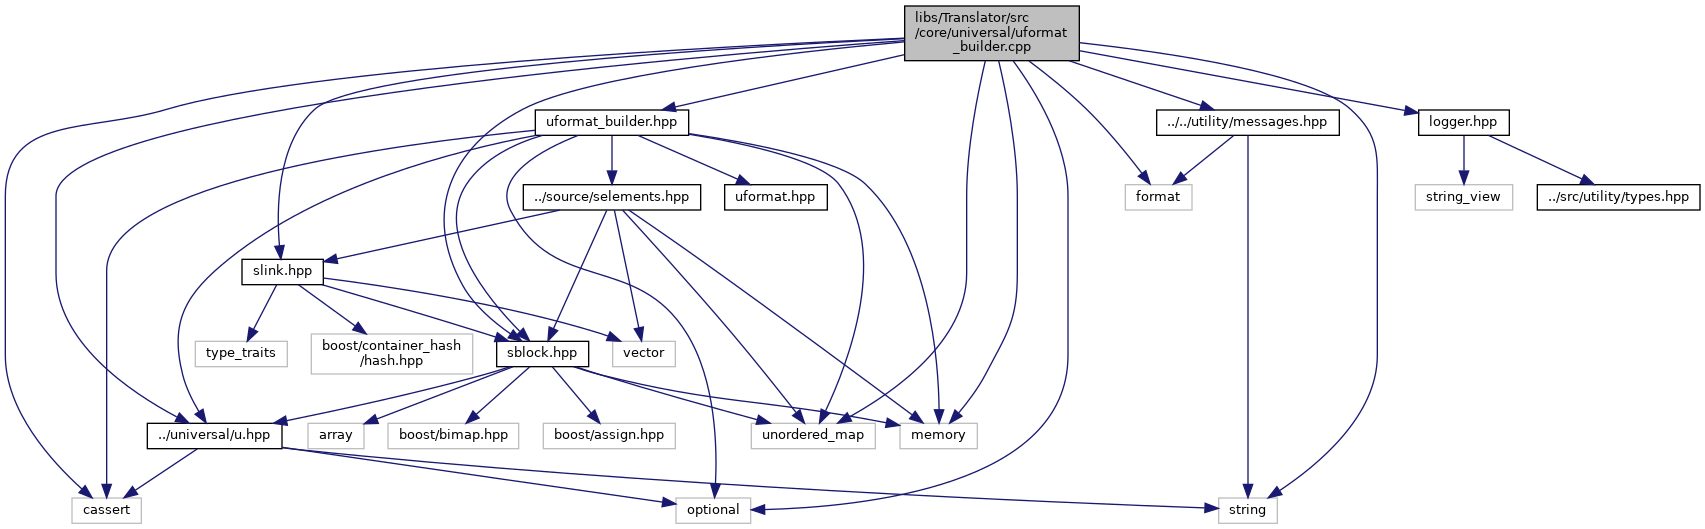 libs/Translator/src
/core/universal/uformat
_builder.cpp
uformat_builder.hpp
../../utility/messages.hpp
logger.hpp
../source/selements.hpp
uformat.hpp
format
string_view
../src/utility/types.hpp
slink.hpp
type_traits
boost/container_hash
/hash.hpp
sblock.hpp
vector
../universal/u.hpp
array
boost/bimap.hpp
boost/assign.hpp
unordered_map
memory
cassert
optional
string